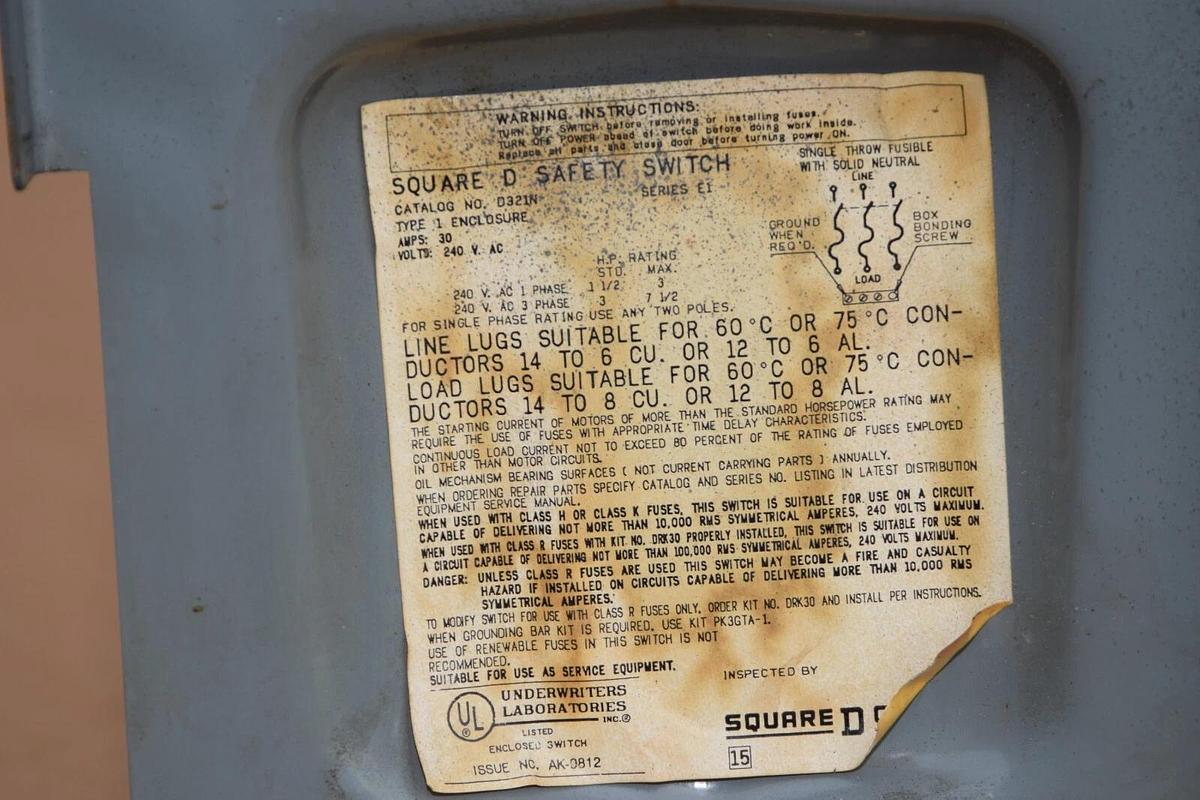 WARNING INSTRUCTIONS:
TURN OFF SWITCH before removing or installing fuses.
TURN OFF POWER ahead of switch before doing work inside.
Replace all parts and close door before turning power ON.
SQUARE D SAFETY SWITCH
SERIES E1
CATALOG NO. D321N
TYPE 1 ENCLOSURE
AMPS: 30
VOLTS: 240 V. AC
SINGLE THROW FUSIBLE
WITH SOLID NEUTRAL
LINE
GROUND
WHEN
REQ'D.
BOX
BONDING
SCREW
LOAD
H.P. RATING
STD. MAX.
240 V. AC 1 PHASE 1 1/2 3
240 V. AC 3 PHASE 3 7 1/2
FOR SINGLE PHASE RATING USE ANY TWO POLES.
LINE LUGS SUITABLE FOR 60°C OR 75°C CON-
DUCTORS 14 TO 6 CU. OR 12 TO 6 AL.
LOAD LUGS SUITABLE FOR 60°C OR 75°C CON-
DUCTORS 14 TO 8 CU. OR 12 TO 8 AL.
THE STARTING CURRENT OF MOTORS OF MORE THAN THE STANDARD HORSEPOWER RATING MAY
REQUIRE THE USE OF FUSES WITH APPROPRIATE TIME DELAY CHARACTERISTICS.
CONTINUOUS LOAD CURRENT NOT TO EXCEED 80 PERCENT OF THE RATING OF FUSES EMPLOYED
IN OTHER THAN MOTOR CIRCUITS.
OIL MECHANISM BEARING SURFACES ( NOT CURRENT CARRYING PARTS ) ANNUALLY.
WHEN ORDERING REPAIR PARTS SPECIFY CATALOG AND SERIES NO. LISTING IN LATEST DISTRIBUTION
EQUIPMENT SERVICE MANUAL.
WHEN USED WITH CLASS H OR CLASS K FUSES, THIS SWITCH IS SUITABLE FOR USE ON A CIRCUIT
CAPABLE OF DELIVERING NOT MORE THAN 10,000 RMS SYMMETRICAL AMPERES, 240 VOLTS MAXIMUM.
WHEN USED WITH CLASS R FUSES WITH KIT NO. DRK30 PROPERLY INSTALLED, THIS SWITCH IS SUITABLE FOR USE ON
A CIRCUIT CAPABLE OF DELIVERING NOT MORE THAN 100,000 RMS SYMMETRICAL AMPERES, 240 VOLTS MAXIMUM.
DANGER: UNLESS CLASS R FUSES ARE USED THIS SWITCH MAY BECOME A FIRE AND CASUALTY
HAZARD IF INSTALLED ON CIRCUITS CAPABLE OF DELIVERING MORE THAN 10,000 RMS
SYMMETRICAL AMPERES.
TO MODIFY SWITCH FOR USE WITH CLASS R FUSES ONLY, ORDER KIT NO. DRK30 AND INSTALL PER INSTRUCTIONS.
WHEN GROUNDING BAR KIT IS REQUIRED, USE KIT PK3GTA-1.
USE OF RENEWABLE FUSES IN THIS SWITCH IS NOT
RECOMMENDED.
SUITABLE FOR USE AS SERVICE EQUIPMENT.
INSPECTED BY
UL ®
UNDERWRITERS
LABORATORIES
INC.®
LISTED
ENCLOSED SWITCH
ISSUE NO. AK-9812
SQUARE D
15